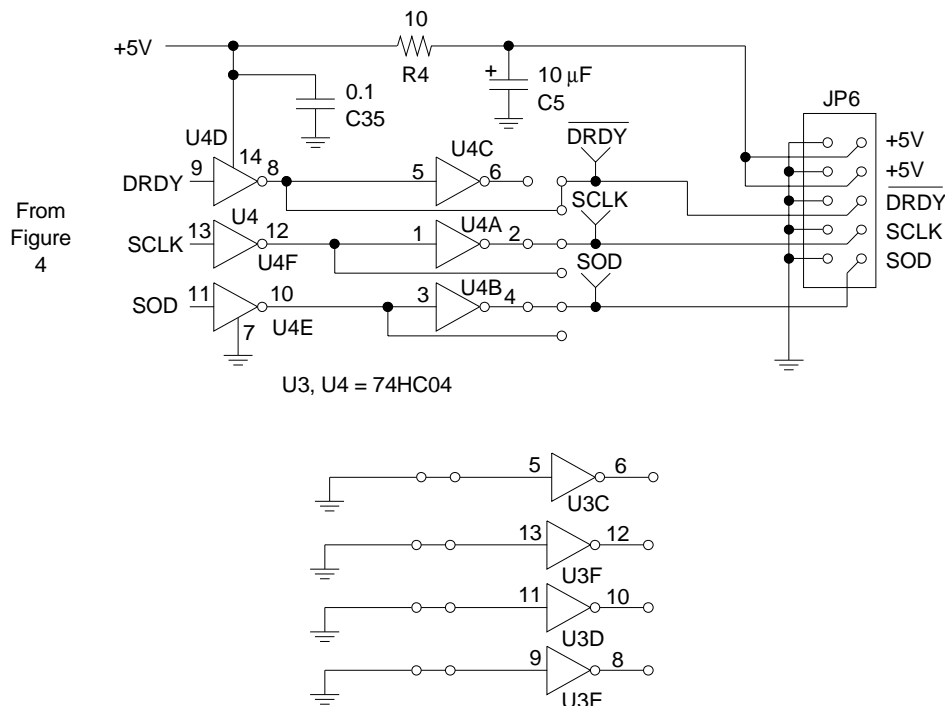 10
+5V
R4
+
10 µF
C5
0.1
C35
JP6
U4D
14
9
8
DRDY
5
U4C
6
DRDY
+5V
+5V
From
Figure
4
SCLK
13
U4
12
U4F
1
U4A
2
SCLK
DRDY
SCLK
SOD
11
10
7
U4E
3
U4B
4
SOD
SOD
U3, U4 = 74HC04
5
6
U3C
13
12
U3F
11
10
U3D
9
8
U3E